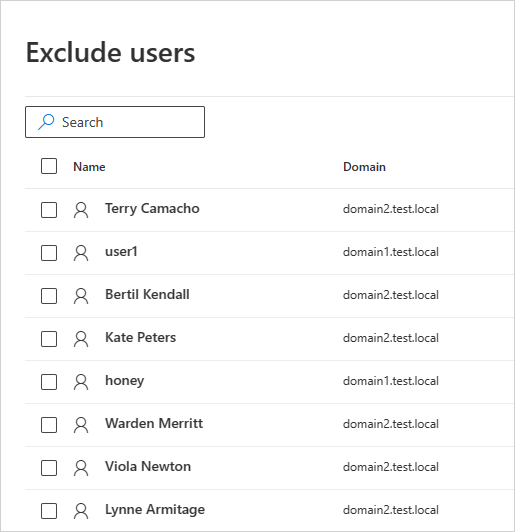 Exclude users
Search
Name Domain
Terry Camacho domain2.test.local
user1 domain1.test.local
Bertil Kendall domain2.test.local
Kate Peters domain2.test.local
honey domain1.test.local
Warden Merritt domain2.test.local
Viola Newton domain2.test.local
Lynne Armitage domain2.test.local